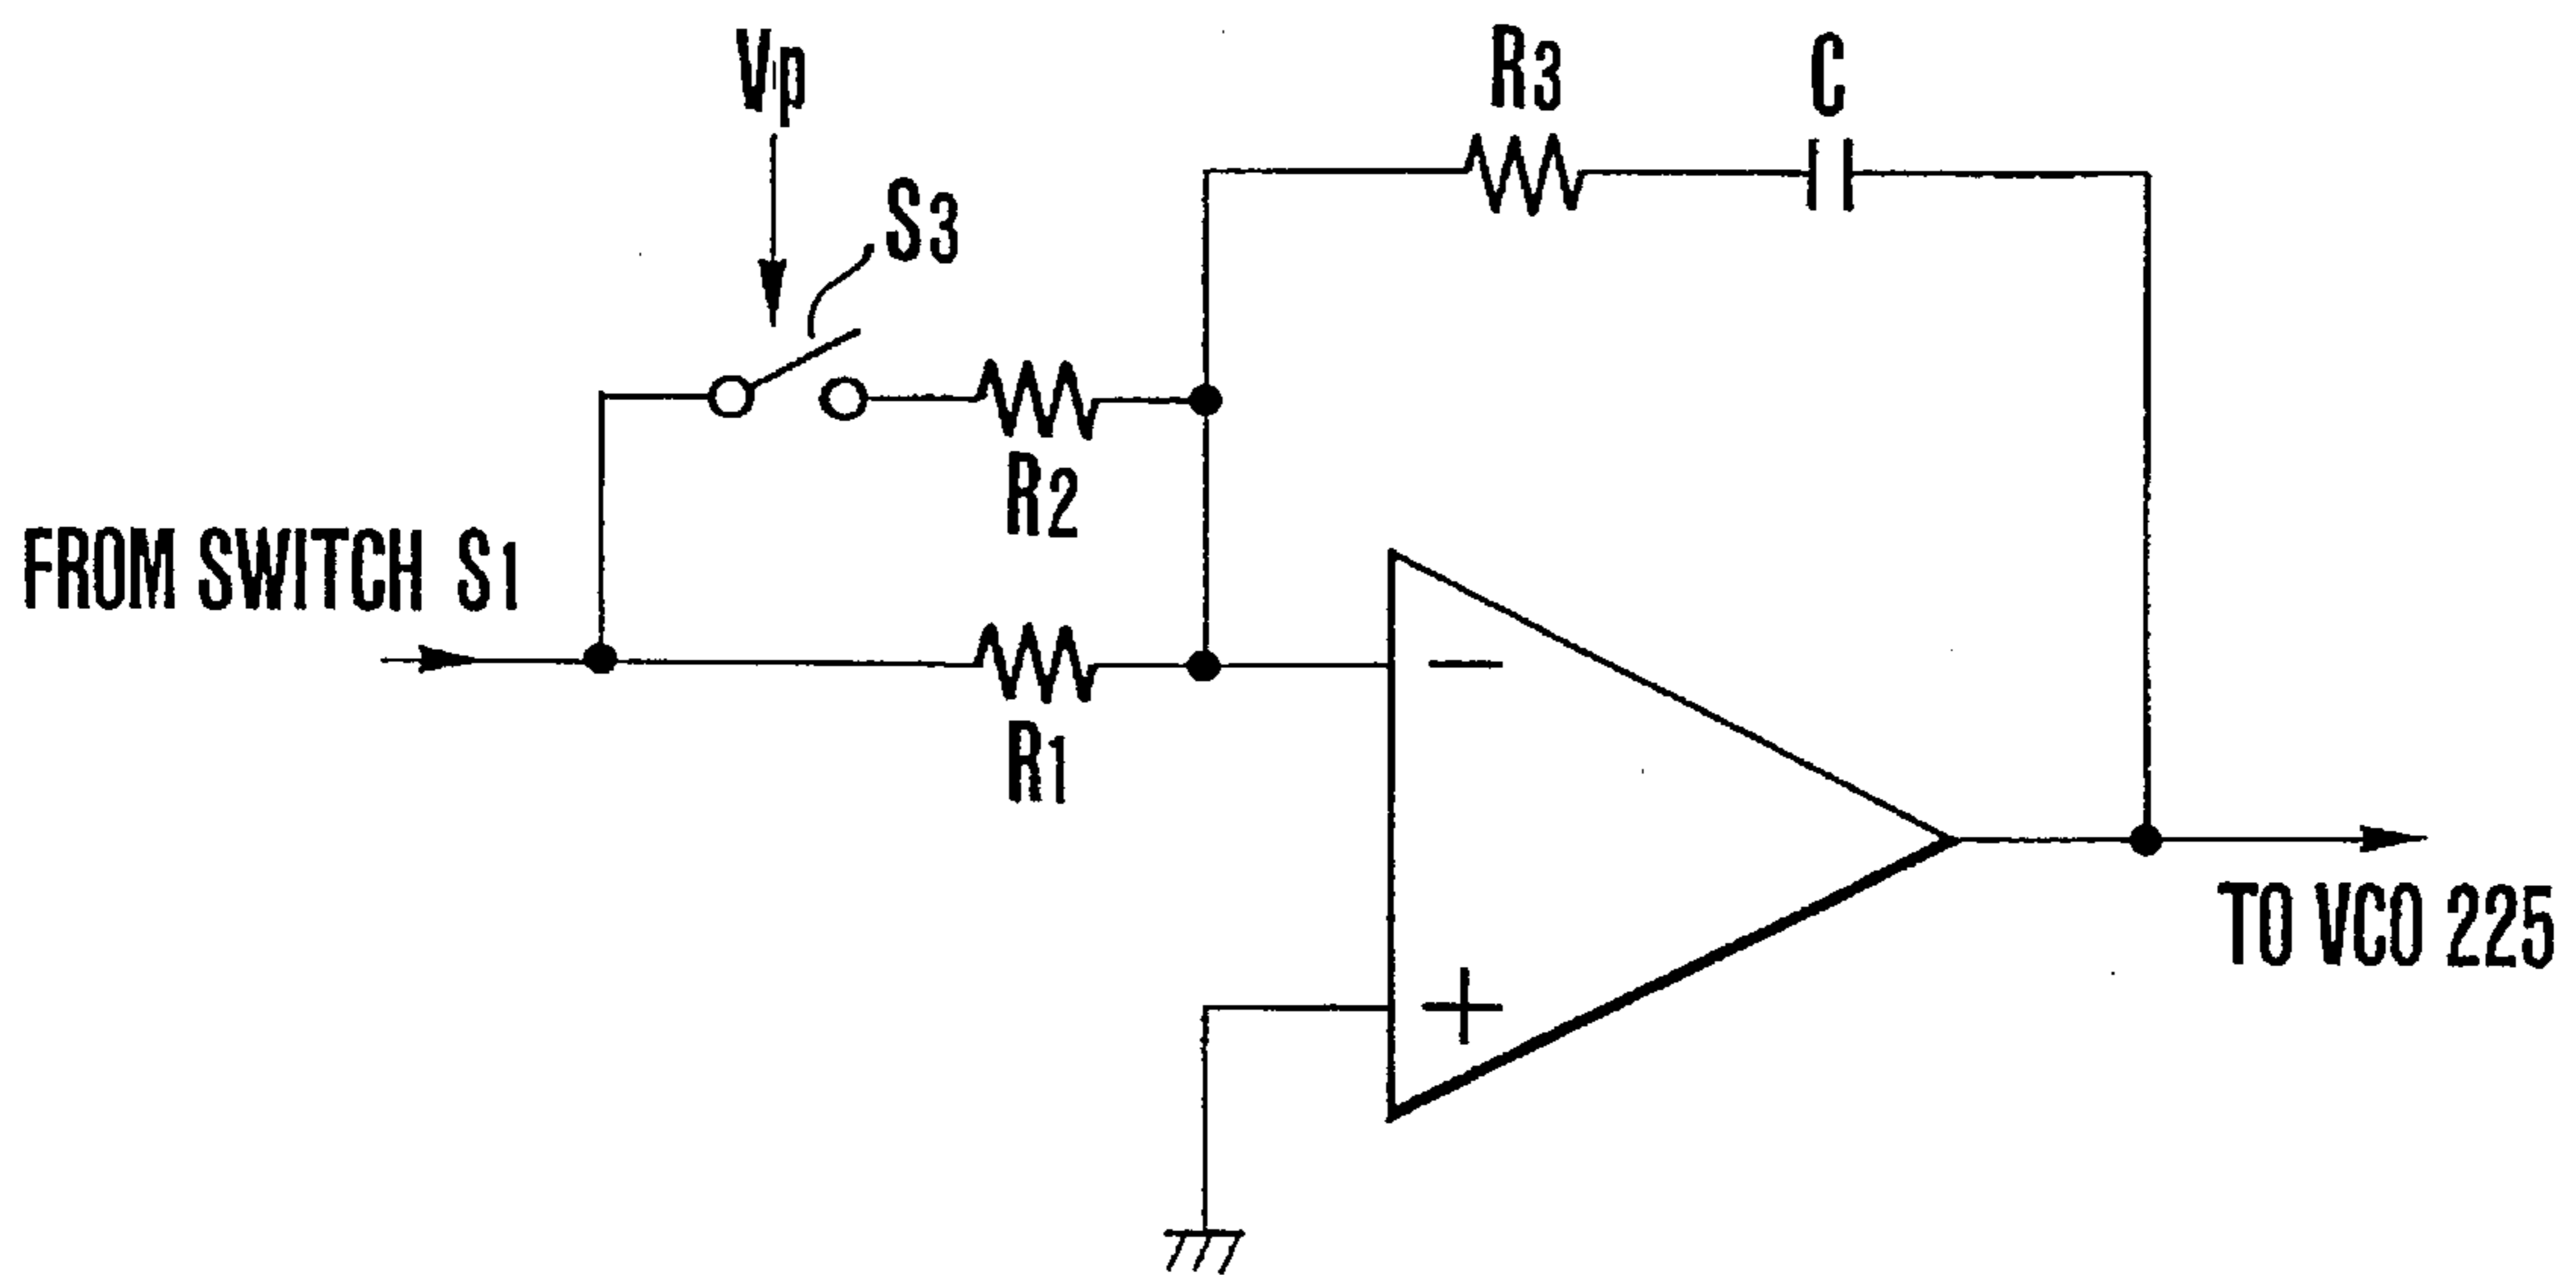 Vp
R3
C
S3
R2
FROM SWITCH S1
R1
−
+
TO VCO 225